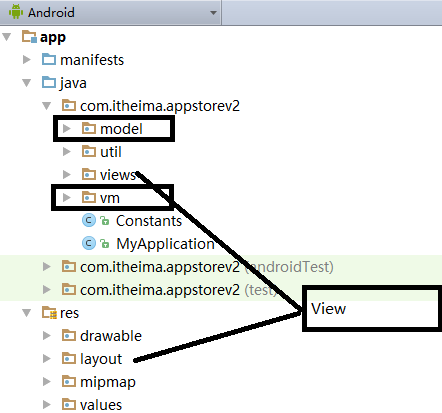 Android
app
manifests
java
com.itheima.appstorev2
model
util
views
vm
Constants
MyApplication
com.itheima.appstorev2 (androidTest)
com.itheima.appstorev2 (test)
View
res
drawable
layout
mipmap
values